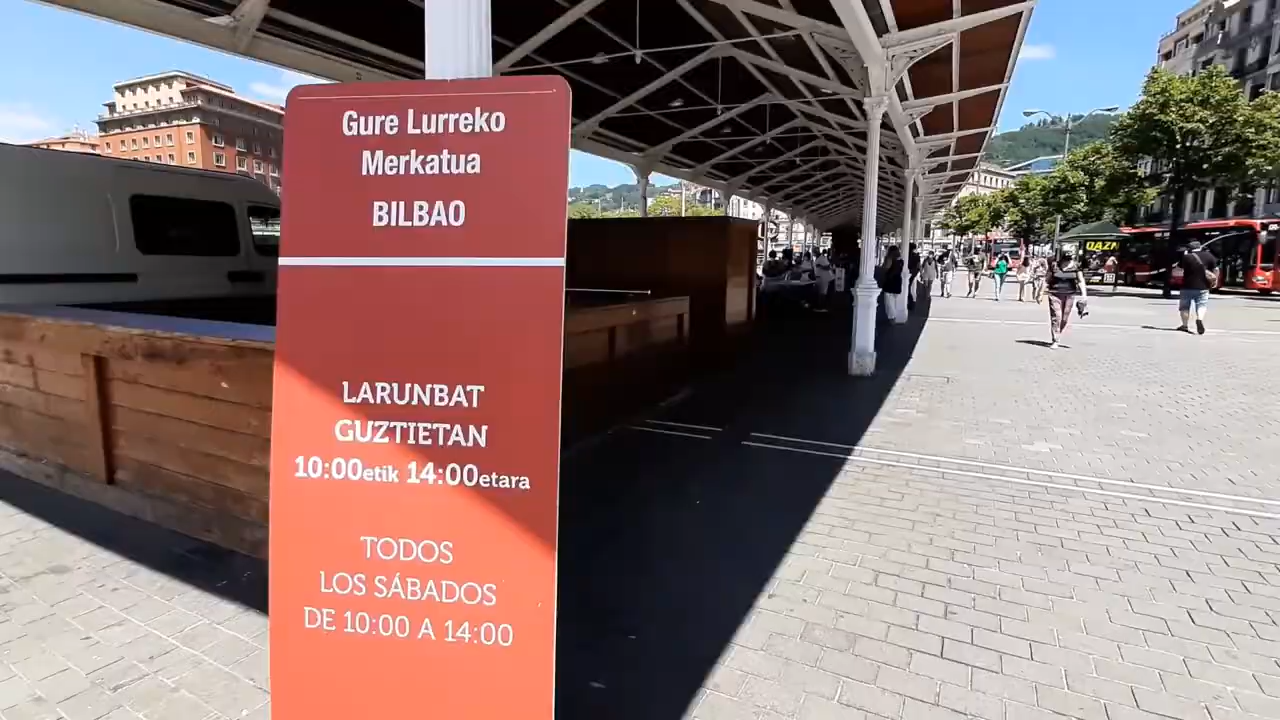 Gure Lurreko
Merkatua
BILBAO
LARUNBAT
GUZTIETAN
10:00etik 14:00etara
TODOS
LOS SÁBADOS
DE 10:00 A 14:00